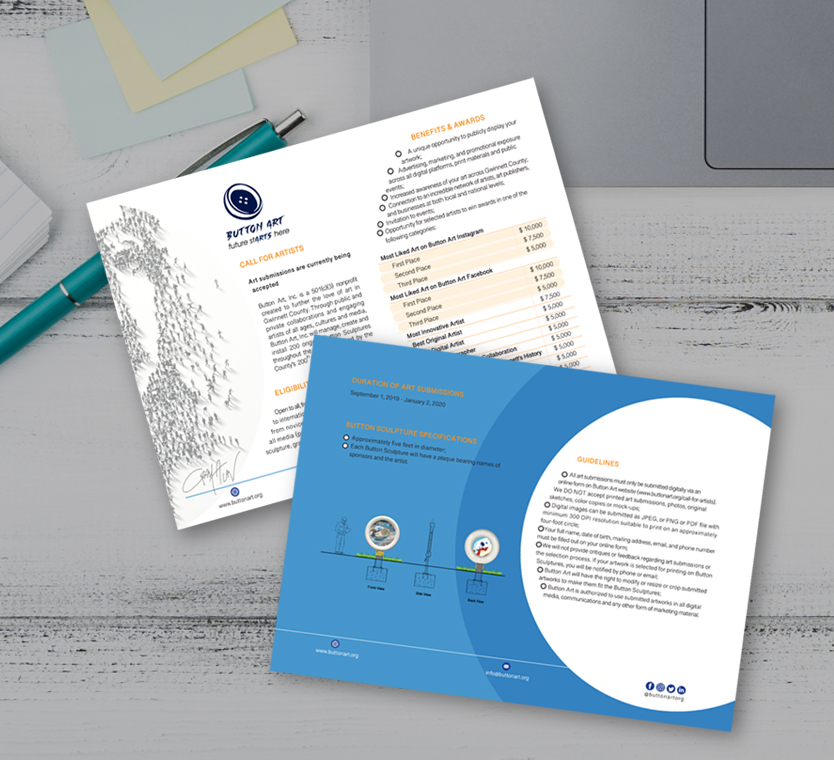 BUTTON ART
future stARTS here
CALL FOR ARTISTS
Art submissions are currently being
accepted
Button Art, Inc. is a 501(c)(3) nonprofit
created to further the love of art in
Gwinnett County. Through public and
private collaborations and engaging
artists of all ages, cultures and media,
Button Art, Inc. will manage, create and
install 200
throughout the Sculptures
County's 200 by the
ELIGIBILI
Open to all, f
to internation
from novice
all media (p
sculpture, g
www.buttonart.org
BENEFITS & AWARDS
A unique opportunity to publicly display your
artwork;
Advertising, marketing, and promotional exposure
across all digital platforms, print materials and public
events;
Increased awareness of your art across Gwinnett County;
Connection to an incredible network of artists, art publishers,
and businesses at both local and national levels;
Invitation to events;
Opportunity for selected artists to win awards in one of the
following categories:
Most Liked Art on Button Art Instagram
First Place $ 10,000
Second Place $ 7,500
Third Place $ 5,000
Most Liked Art on Button Art Facebook
First Place $ 10,000
Second Place $ 7,500
Third Place $ 5,000
Most Innovative Artist $ 7,500
Best Original Artist $ 5,000
Digital Artist $ 5,000
$ 5,000
Collaboration $ 5,000
History $ 5,000
$ 5,000
DURATION OF ART SUBMISSIONS
September 1, 2019 - January 2, 2020
BUTTON SCULPTURE SPECIFICATIONS
Approximately five feet in diameter;
Each Button Sculpture will have a plaque bearing names of
sponsors and the artist.
Front View
Side View
Back View
www.buttonart.org
info@buttonart.org
GUIDELINES
All art submissions must only be submitted digitally via an
online form on Button Art website (www.buttonart.org/call-for-artists).
We DO NOT accept printed art submissions, photos, original
sketches, color copies or mock-ups;
Digital images can be submitted as JPEG, or PNG or PDF file with
minimum 300 DPI resolution suitable to print on an approximately
four-foot circle;
Your full name, date of birth, mailing address, email, and phone number
must be filled out on your online form;
We will not provide critiques or feedback regarding art submissions or
the selection process. If your artwork is selected for printing on Button
Sculptures, you will be notified by phone or email;
Button Art will have the right to modify or resize or crop submitted
artworks to make them fit the Button Sculptures;
Button Art is authorized to use submitted artworks in all digital
media, communications and any other form of marketing material.
@buttonartorg